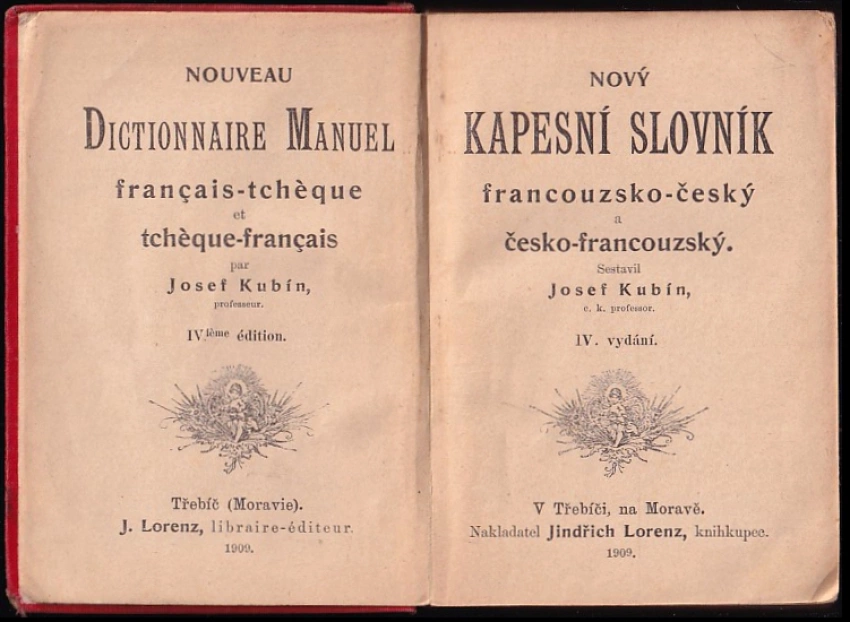 NOUVEAU
DICTIONNAIRE MANUEL
français-tchèque
et
tchèque-français
par
Josef Kubín,
professeur.
IVième édition.
Třebíč (Moravie).
J. Lorenz, libraire-éditeur.
1909.
NOVÝ
KAPESNÍ SLOVNÍK
francouzsko-český
a
česko-francouzský.
Sestavil
Josef Kubín,
c. k. professor.
IV. vydání.
V Třebíči, na Moravě.
Nakladatel Jindřich Lorenz, knihkupec.
1909.